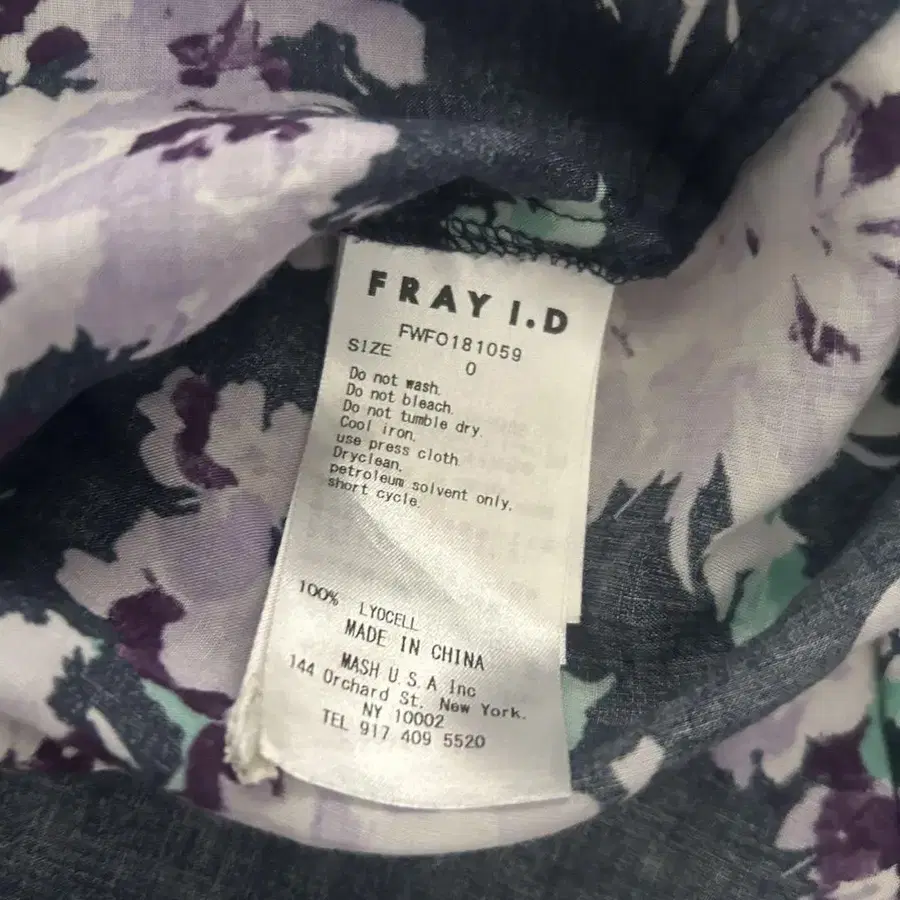 FRAY I.D
FWFO181059
SIZE 0
Do not wash.
Do not bleach.
Do not tumble dry.
Cool iron.
use press cloth.
Dryclean.
petroleum solvent only.
short cycle.
100% LYOCELL
MADE IN CHINA
MASH U.S.A Inc
144 Orchard St. New York.
NY 10002
TEL 917 409 5520